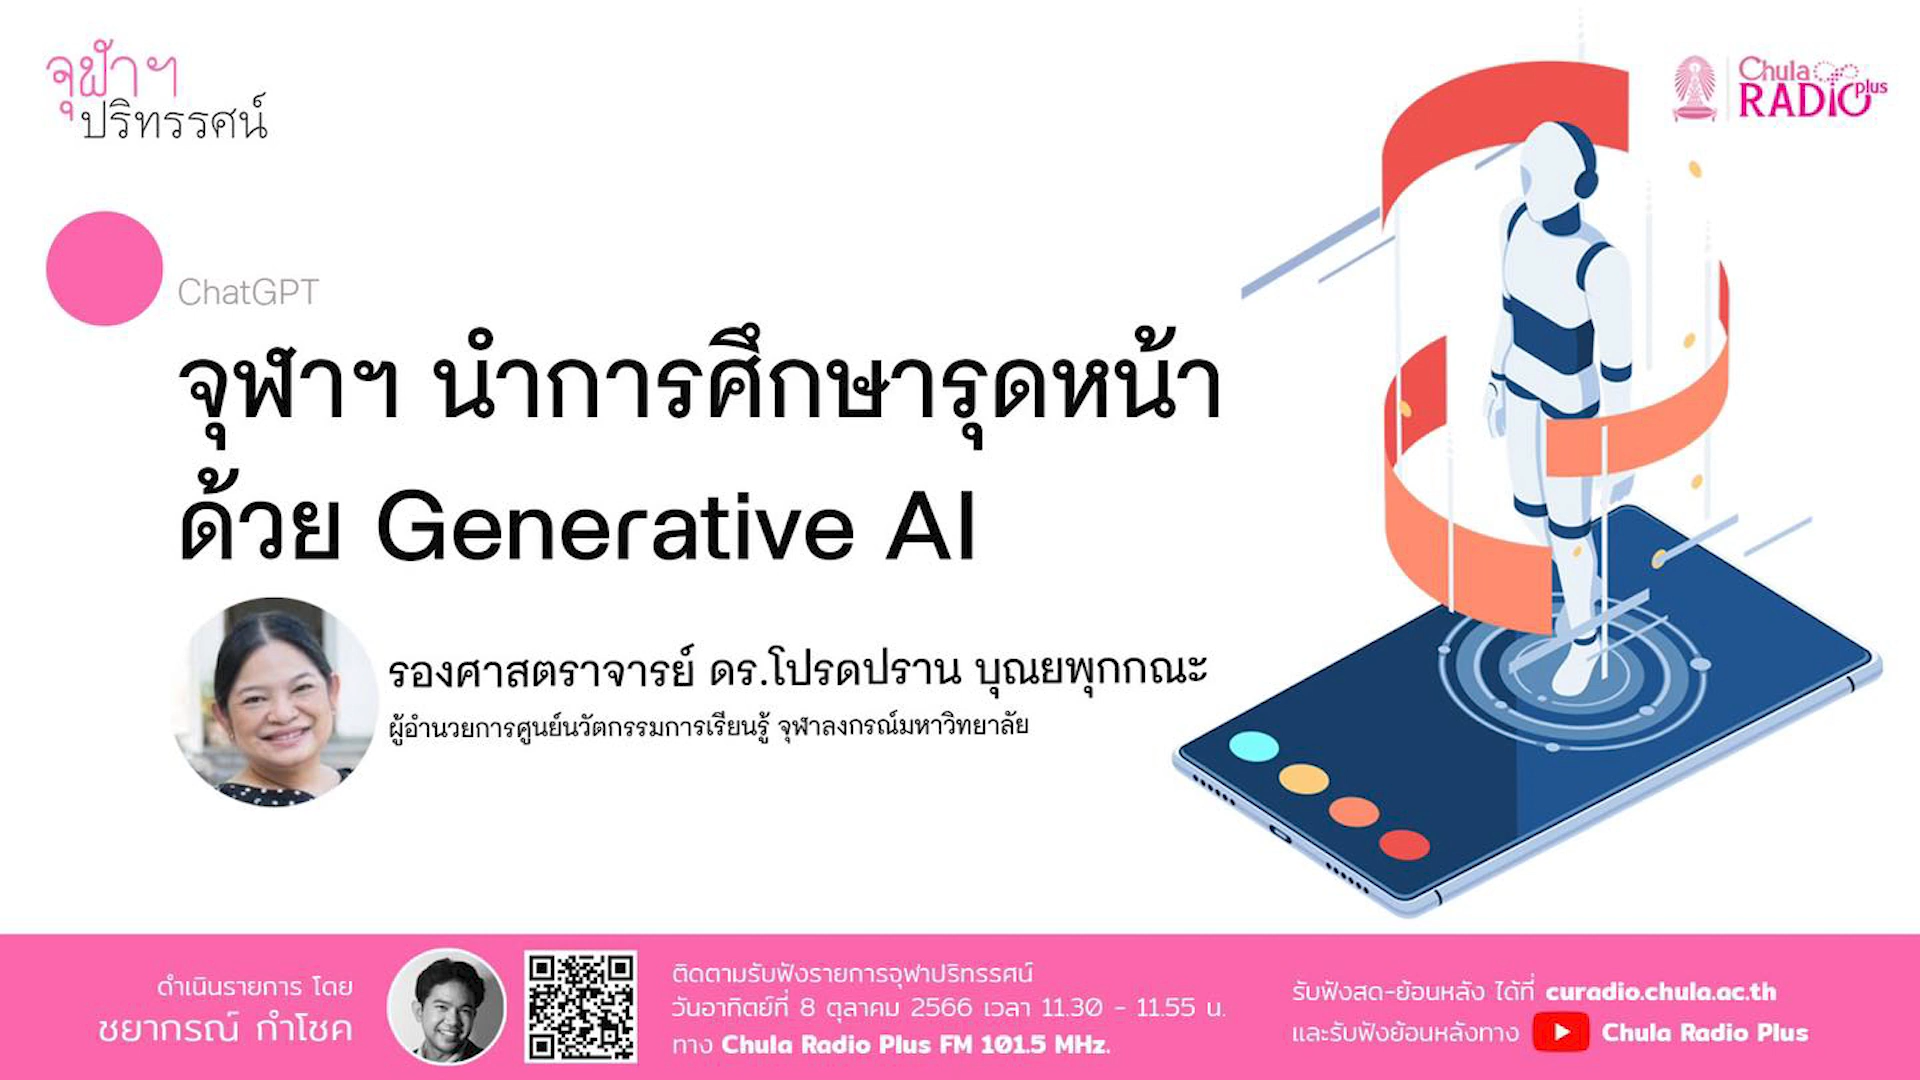 จุฬาฯ
ปริทรรศน์
Chula
RADIO plus
ChatGPT
จุฬาฯ นำการศึกษารุดหน้า
ด้วย Generative AI
รองศาสตราจารย์ ดร.โปรดปราน บุณยพุกกณะ
ผู้อำนวยการศูนย์นวัตกรรมการเรียนรู้ จุฬาลงกรณ์มหาวิทยาลัย
ดำเนินรายการ โดย
ชยากรณ์ กำโชค
ติดตามรับฟังรายการจุฬาปริทรรศน์
วันอาทิตย์ที่ 8 ตุลาคม 2566 เวลา 11.30 - 11.55 น.
ทาง Chula Radio Plus FM 101.5 MHz.
รับฟังสด-ย้อนหลัง ได้ที่ curadio.chula.ac.th
และรับฟังย้อนหลังทาง Chula Radio Plus